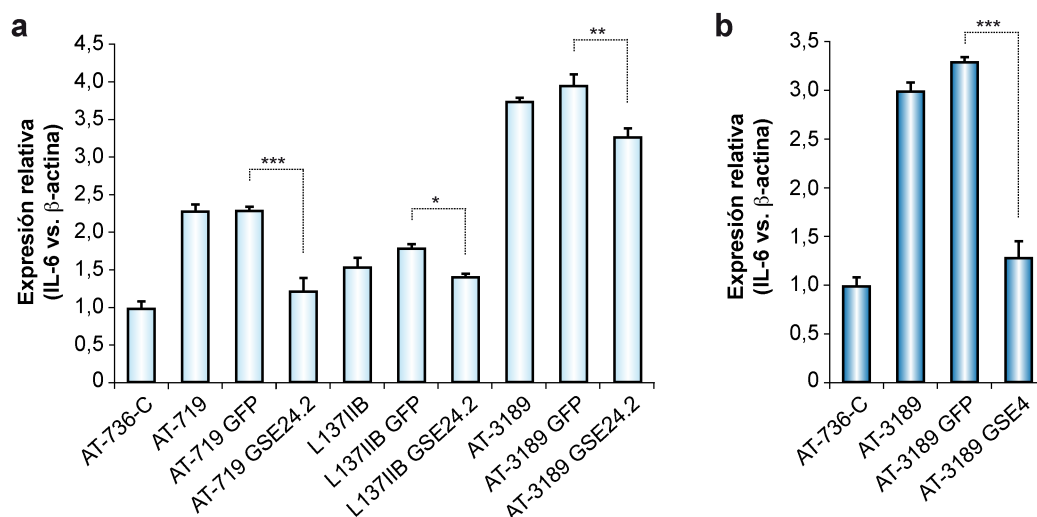 a
Expresión relativa
(IL-6 vs. β-actina)
4,5
4,0
3,5
3,0
2,5
2,0
1,5
1,0
0,5
0
***
*
**
AT-736-C
AT-719
AT-719 GFP
AT-719 GSE24.2
L137IIB
L137IIB GFP
L137IIB GSE24.2
AT-3189
AT-3189 GFP
AT-3189 GSE24.2
b
Expresión relativa
(IL-6 vs. β-actina)
3,5
3,0
2,5
2,0
1,5
1,0
0,5
0
***
AT-736-C
AT-3189
AT-3189 GFP
AT-3189 GSE4